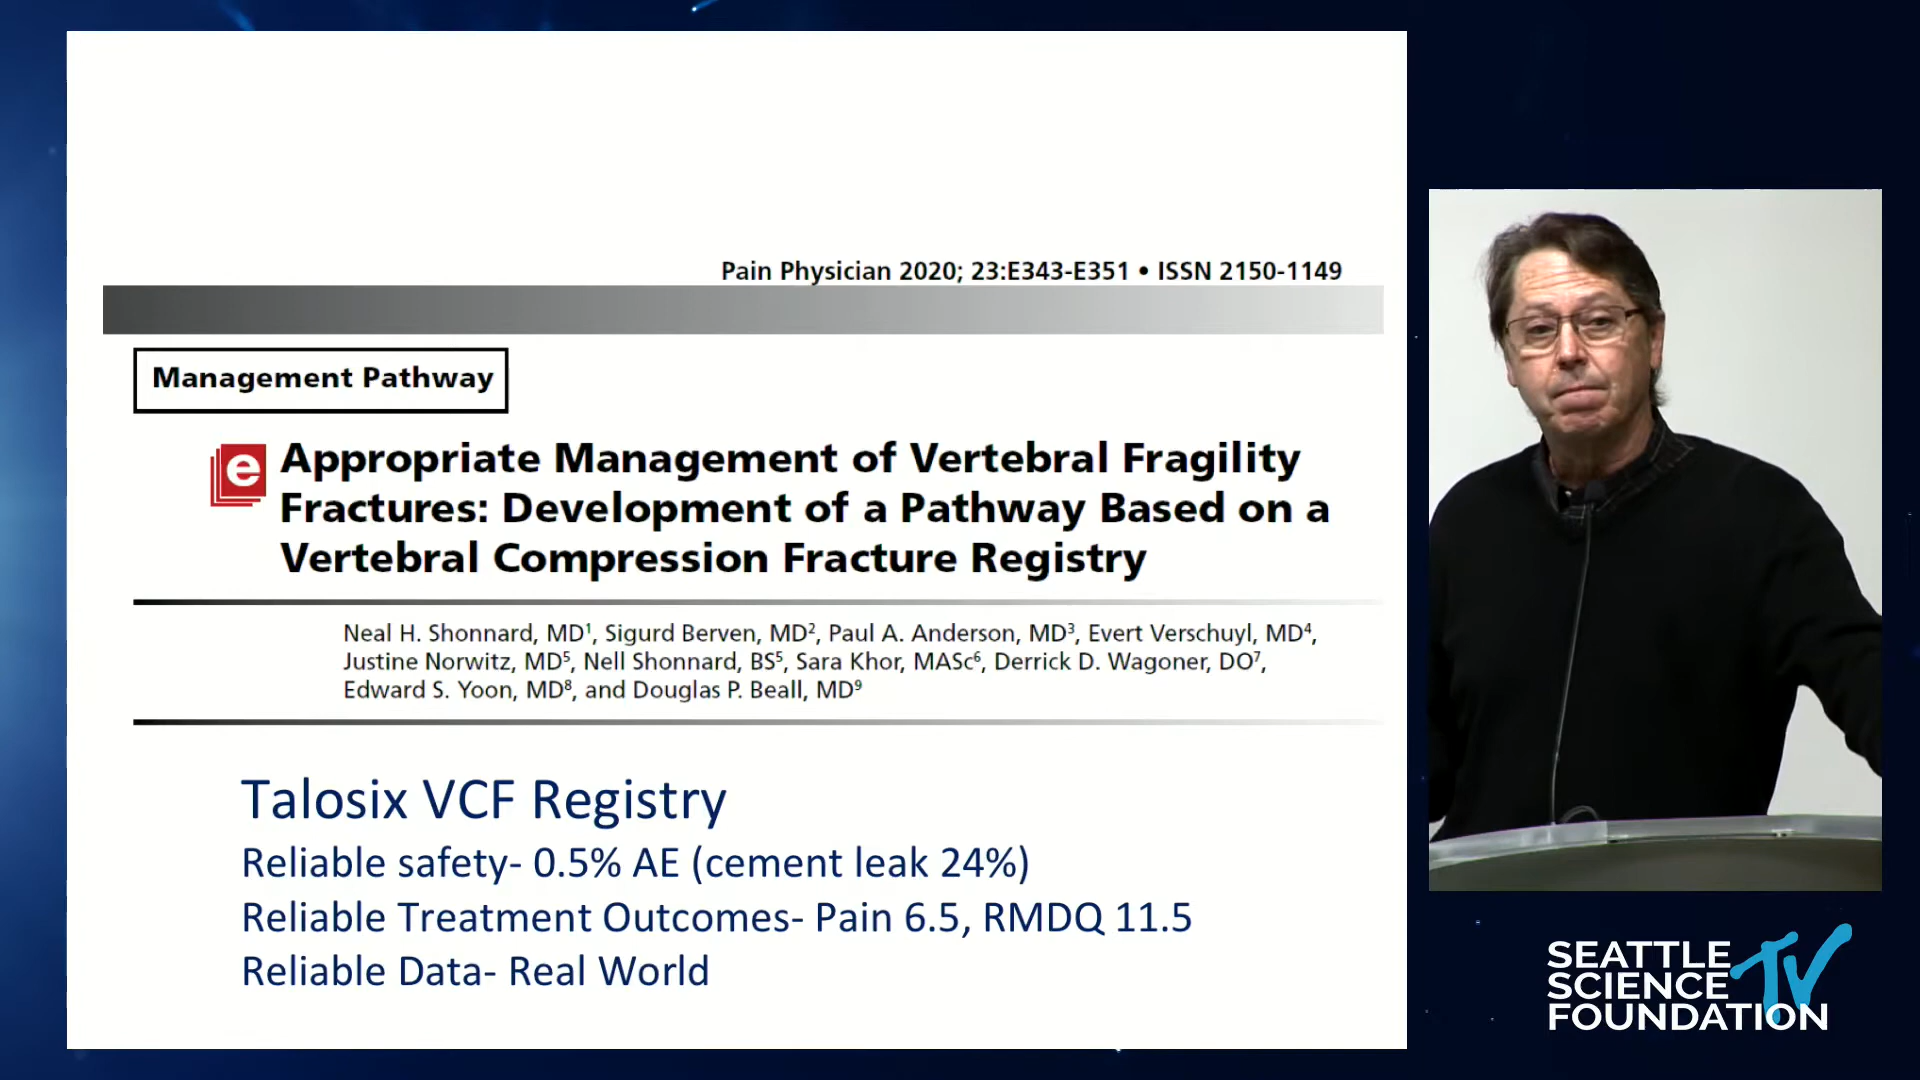 Pain Physician 2020; 23:E343-E351 • ISSN 2150-1149
Management Pathway
e
Appropriate Management of Vertebral Fragility
Fractures: Development of a Pathway Based on a
Vertebral Compression Fracture Registry
Neal H. Shonnard, MD¹, Sigurd Berven, MD², Paul A. Anderson, MD³, Evert Verschuyl, MD⁴,
Justine Norwitz, MD⁵, Nell Shonnard, BS⁵, Sara Khor, MASc⁶, Derrick D. Wagoner, DO⁷,
Edward S. Yoon, MD⁸, and Douglas P. Beall, MD⁹
Talosix VCF Registry
Reliable safety- 0.5% AE (cement leak 24%)
Reliable Treatment Outcomes- Pain 6.5, RMDQ 11.5
Reliable Data- Real World
SEATTLE
SCIENCE
FOUNDATION
TV